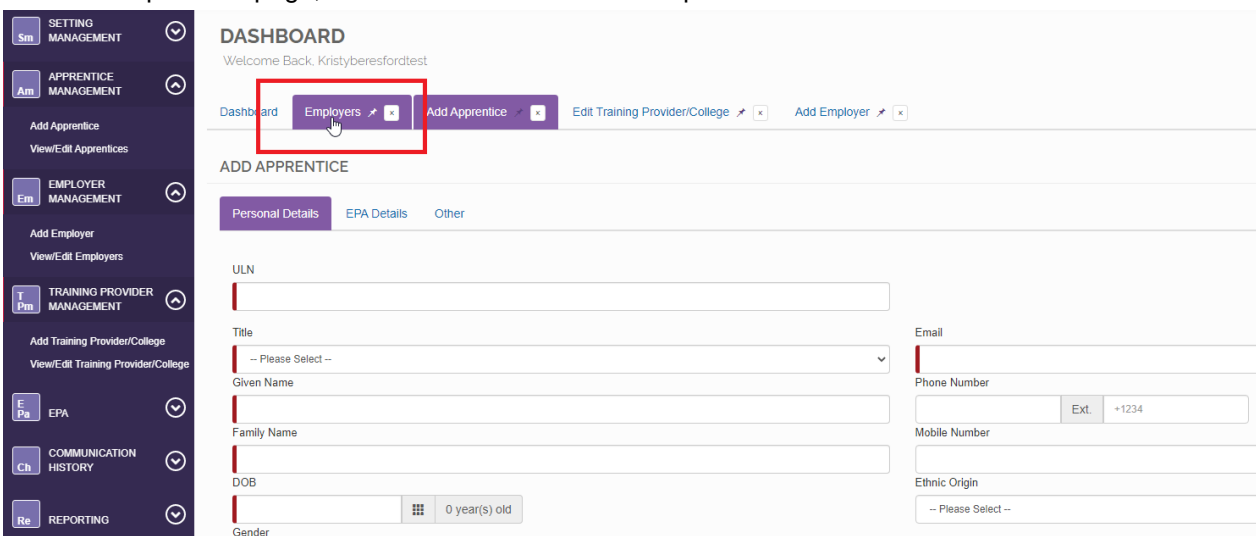 SETTING
Sm MANAGEMENT
APPRENTICE
Am MANAGEMENT
Add Apprentice
View/Edit Apprentices
EMPLOYER
Em MANAGEMENT
Add Employer
View/Edit Employers
T
Pm
TRAINING PROVIDER
MANAGEMENT
Add Training Provider/College
View/Edit Training Provider/College
E
Pa EPA
COMMUNICATION
Ch HISTORY
Re REPORTING
DASHBOARD
Welcome Back, Kristyberesfordtest
Dashboard Employers x Add Apprentice x Edit Training Provider/College x Add Employer x
ADD APPRENTICE
Personal Details EPA Details Other
ULN
Title
-- Please Select --
Given Name
Family Name
DOB
0 year(s) old
Gender
Email
Phone Number
Ext. +1234
Mobile Number
Ethnic Origin
-- Please Select --